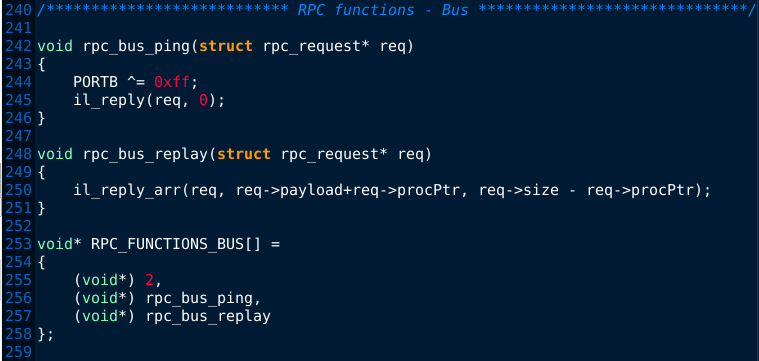 240 /*************************** RPC functions - Bus ******************************/
241
242 void rpc_bus_ping(struct rpc_request* req)
243 {
244     PORTB ^= 0xff;
245     il_reply(req, 0);
246 }
247
248 void rpc_bus_replay(struct rpc_request* req)
249 {
250     il_reply_arr(req, req->payload+req->procPtr, req->size - req->procPtr);
251 }
252
253 void* RPC_FUNCTIONS_BUS[] =
254 {
255     (void*) 2,
256     (void*) rpc_bus_ping,
257     (void*) rpc_bus_replay
258 };
259